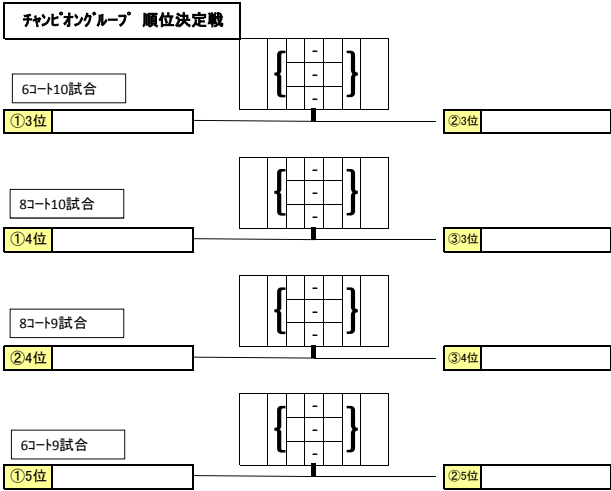 ﾁｬﾝﾋﾟｵﾝｸﾞﾙｰﾌﾟ 順位決定戦
-
{ - }
-
6ｺｰﾄ10試合
①3位 ②3位
-
{ - }
-
8ｺｰﾄ10試合
①4位 ③3位
-
{ - }
-
8ｺｰﾄ9試合
②4位 ③4位
-
{ - }
-
6ｺｰﾄ9試合
①5位 ②5位